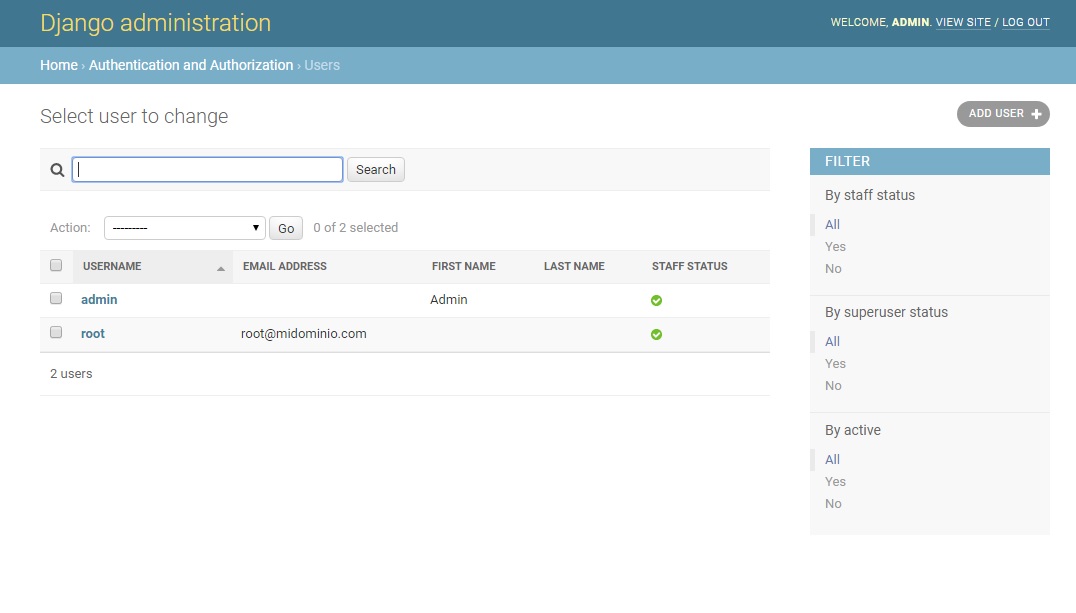 Django administration
WELCOME, ADMIN. VIEW SITE / LOG OUT
Home › Authentication and Authorization › Users
Select user to change
ADD USER +
Search
Action: --------- Go 0 of 2 selected
USERNAME EMAIL ADDRESS FIRST NAME LAST NAME STAFF STATUS
admin Admin
root root@midominio.com
2 users
FILTER
By staff status
All
Yes
No
By superuser status
All
Yes
No
By active
All
Yes
No